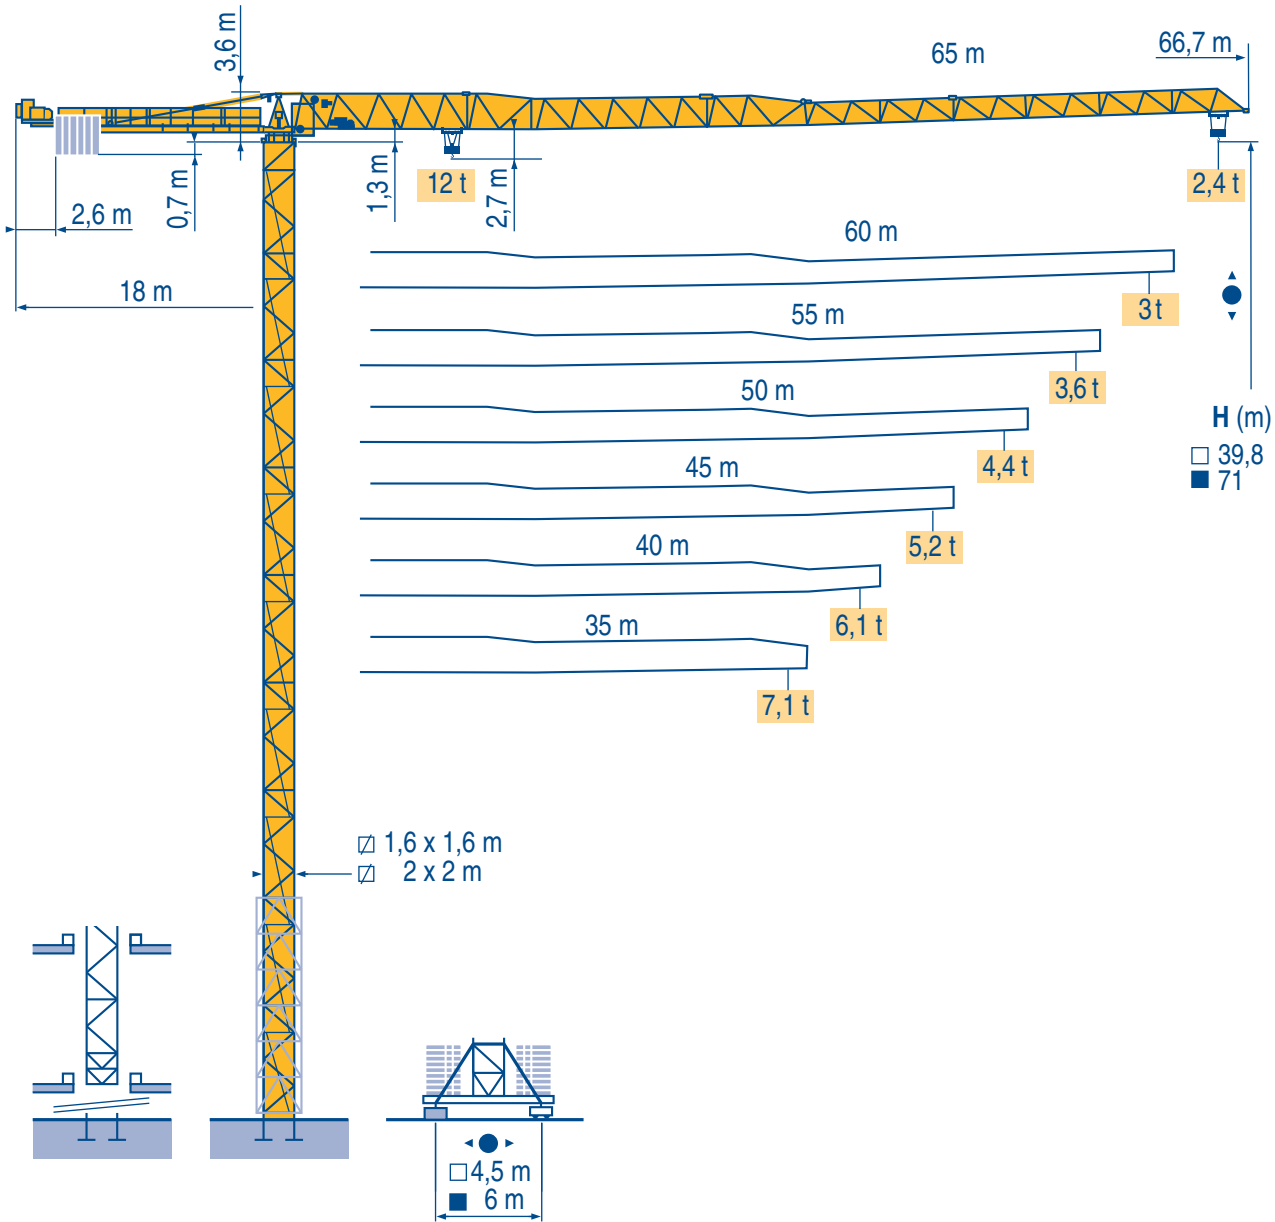 3,6 m
65 m
66,7 m
2,6 m
0,7 m
1,3 m
12 t
2,7 m
2,4 t
18 m
60 m
3 t
55 m
3,6 t
50 m
4,4 t
H (m)
□ 39,8
■ 71
45 m
5,2 t
40 m
6,1 t
35 m
7,1 t
1,6 x 1,6 m
2 x 2 m
□ 4,5 m
■ 6 m